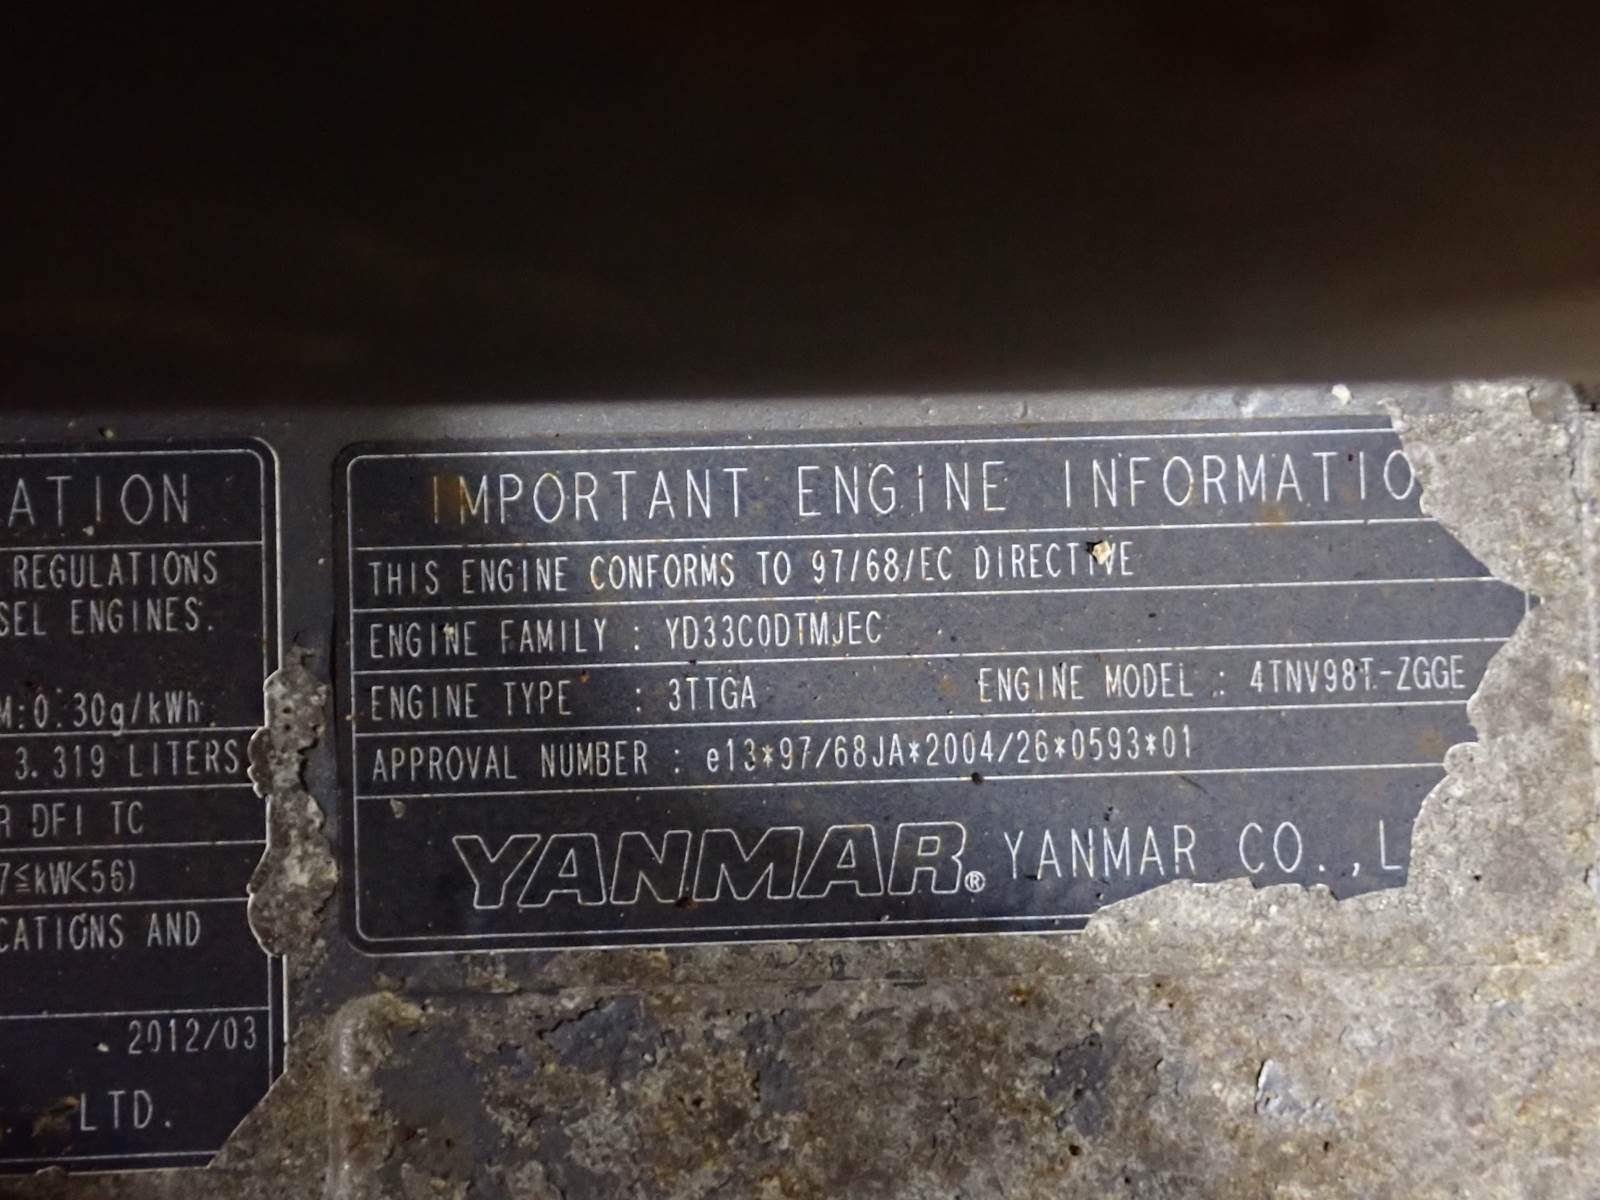 ATION
REGULATIONS
SEL ENGINES.
M:0.30g/kWh.
3.319 LITERS
R DFI TC
7≤kW<56)
CATIONS AND
2012/03
. LTD.
IMPORTANT ENGINE INFORMATIO
THIS ENGINE CONFORMS TO 97/68/EC DIRECTIVE
ENGINE FAMILY : YD33C0DTMJEC
ENGINE TYPE : 3TTGA ENGINE MODEL : 4TNV98T-ZGGE
APPROVAL NUMBER : e13*97/68JA*2004/26*0593*01
YANMAR® YANMAR CO.,L